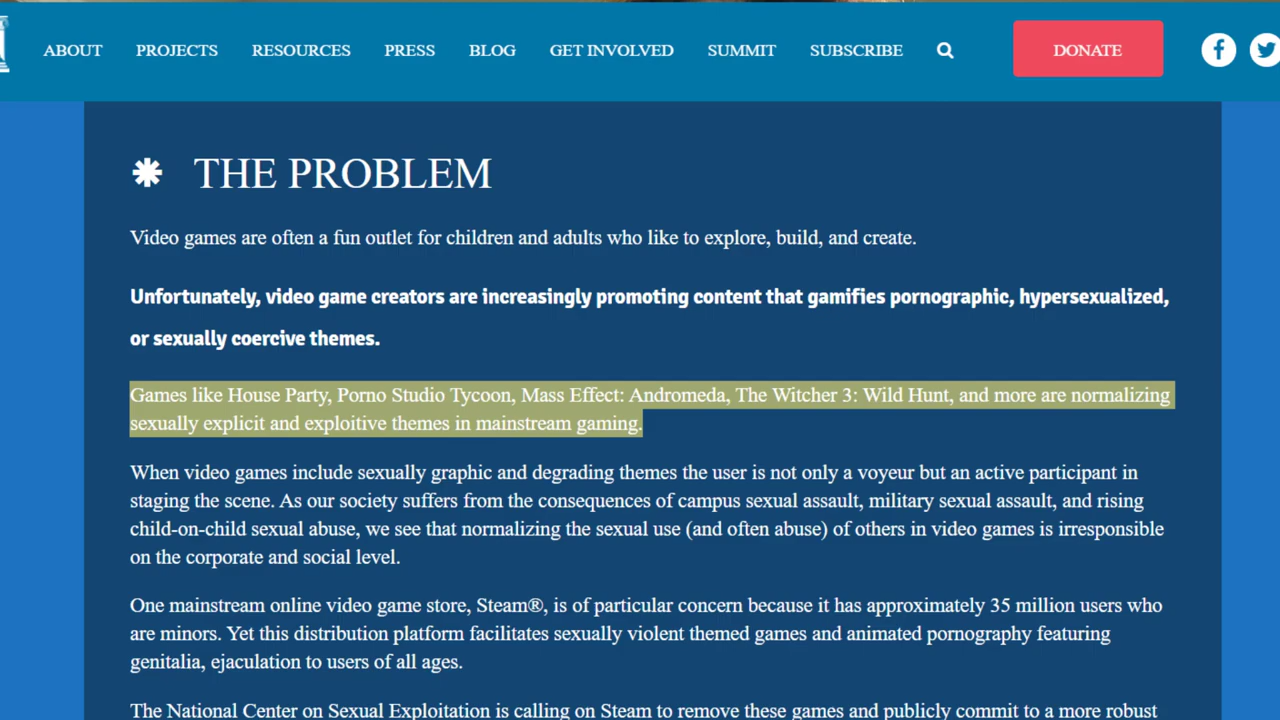 ABOUT PROJECTS RESOURCES PRESS BLOG GET INVOLVED SUMMIT SUBSCRIBE DONATE
THE PROBLEM
Video games are often a fun outlet for children and adults who like to explore, build, and create.
Unfortunately, video game creators are increasingly promoting content that gamifies pornographic, hypersexualized,
or sexually coercive themes.
Games like House Party, Porno Studio Tycoon, Mass Effect: Andromeda, The Witcher 3: Wild Hunt, and more are normalizing
sexually explicit and exploitive themes in mainstream gaming.
When video games include sexually graphic and degrading themes the user is not only a voyeur but an active participant in
staging the scene. As our society suffers from the consequences of campus sexual assault, military sexual assault, and rising
child-on-child sexual abuse, we see that normalizing the sexual use (and often abuse) of others in video games is irresponsible
on the corporate and social level.
One mainstream online video game store, Steam®, is of particular concern because it has approximately 35 million users who
are minors. Yet this distribution platform facilitates sexually violent themed games and animated pornography featuring
genitalia, ejaculation to users of all ages.
The National Center on Sexual Exploitation is calling on Steam to remove these games and publicly commit to a more robust